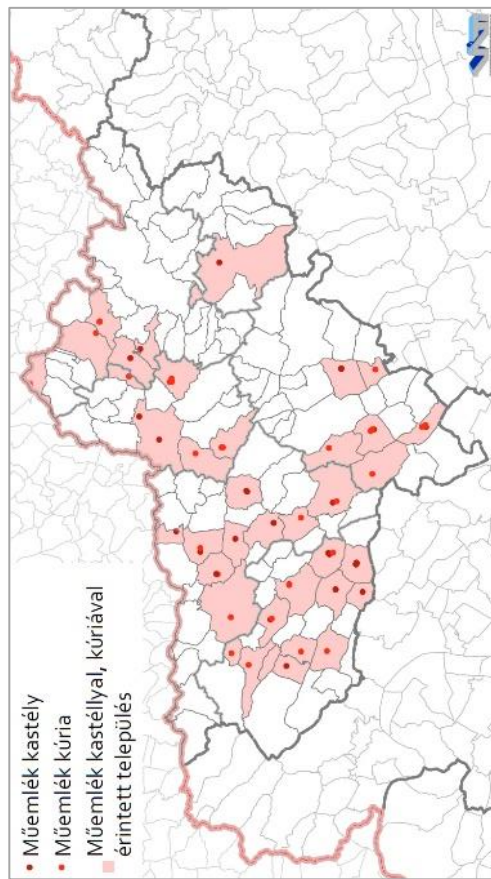 Műemlék kastély
Műemlék kúria
Műemlék kastéllyal, kúriával
érintett település